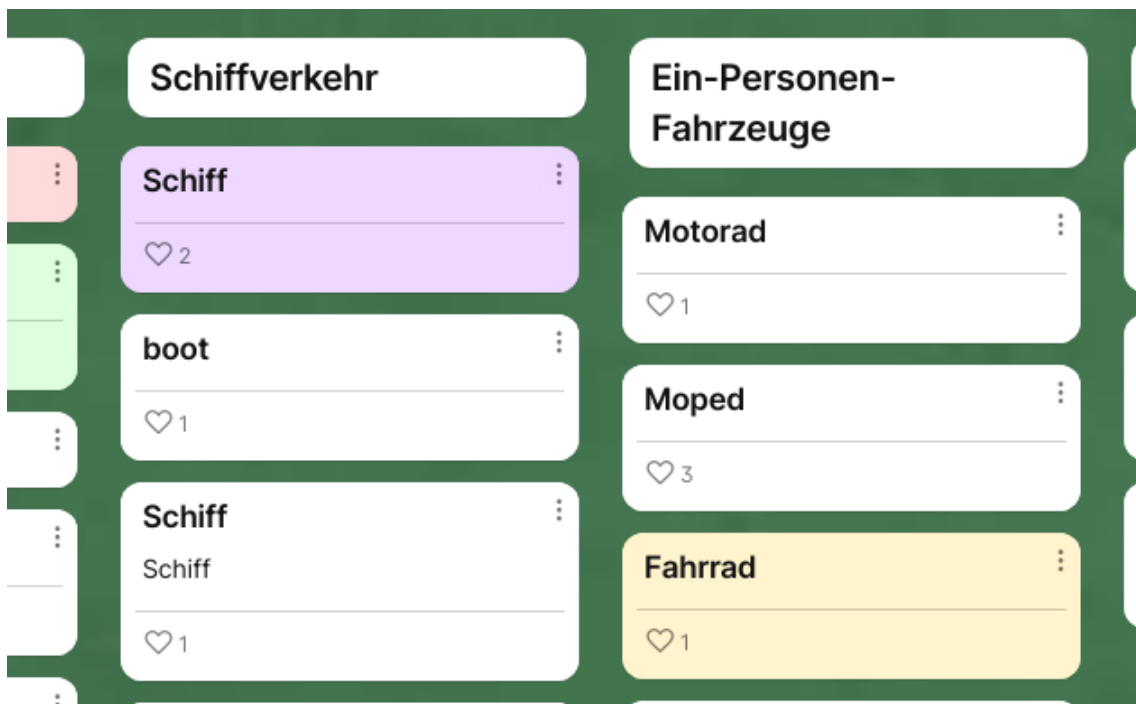 Schiffverkehr
Schiff
2
boot
1
Schiff
Schiff
1
Ein-Personen-
Fahrzeuge
Motorad
1
Moped
3
Fahrrad
1